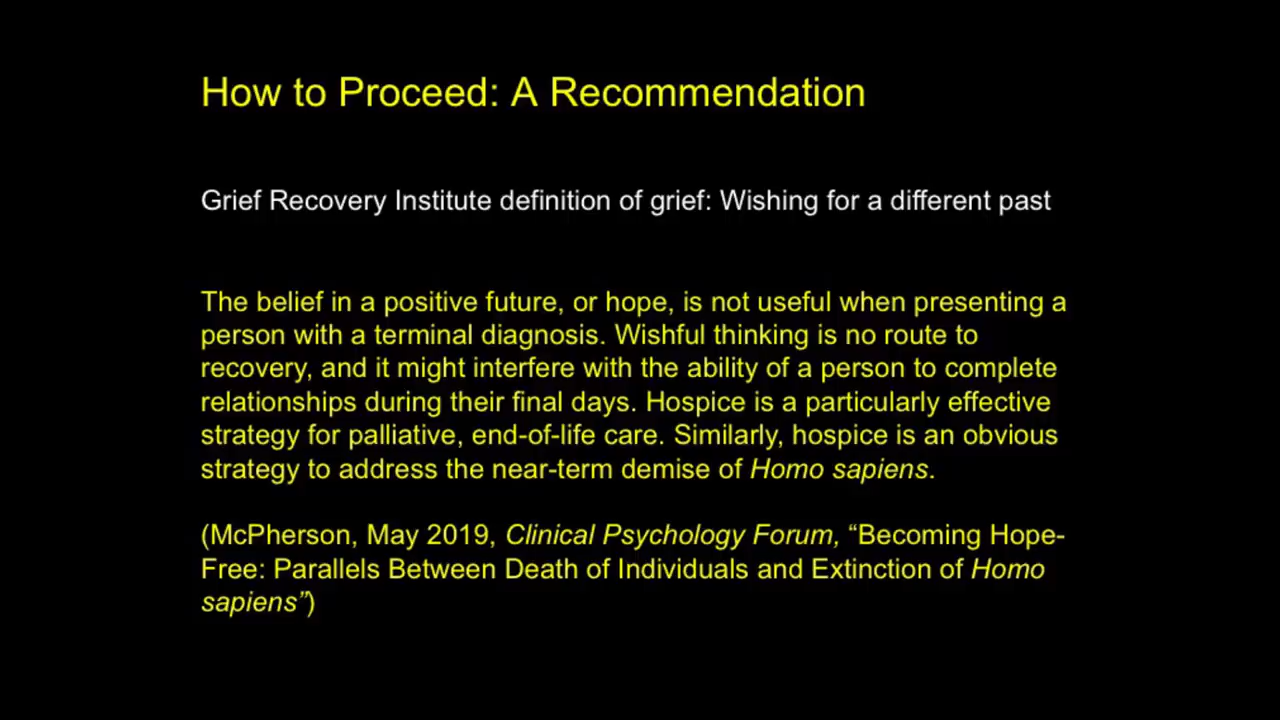 How to Proceed: A Recommendation
Grief Recovery Institute definition of grief: Wishing for a different past
The belief in a positive future, or hope, is not useful when presenting a
person with a terminal diagnosis. Wishful thinking is no route to
recovery, and it might interfere with the ability of a person to complete
relationships during their final days. Hospice is a particularly effective
strategy for palliative, end-of-life care. Similarly, hospice is an obvious
strategy to address the near-term demise of Homo sapiens.
(McPherson, May 2019, Clinical Psychology Forum, “Becoming Hope-
Free: Parallels Between Death of Individuals and Extinction of Homo
sapiens”)